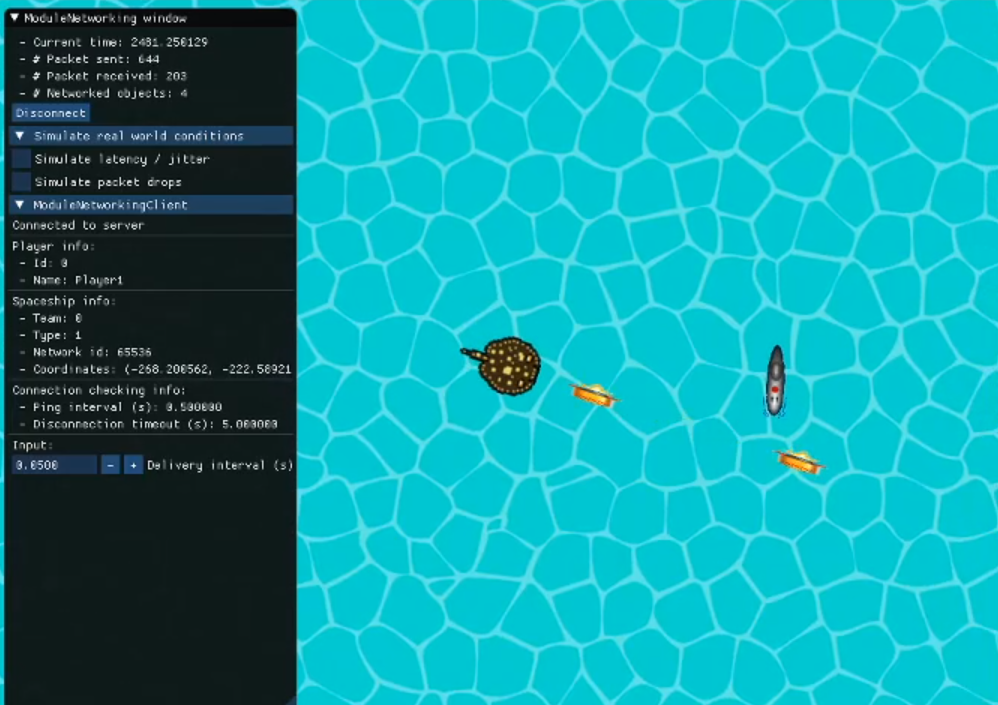 ModuleNetworking window
- Current time: 2481.250129
- # Packet sent: 644
- # Packet received: 203
- # Networked objects: 4
Disconnect
Simulate real world conditions
Simulate latency / jitter
Simulate packet drops
ModuleNetworkingClient
Connected to server
Player info:
- Id: 0
- Name: Player1
Spaceship info:
- Team: 0
- Type: 1
- Network id: 65536
- Coordinates: (-268.200562, -222.58921
Connection checking info:
- Ping interval (s): 0.500000
- Disconnection timeout (s): 5.000000
Input:
0.0500 - + Delivery interval (s)